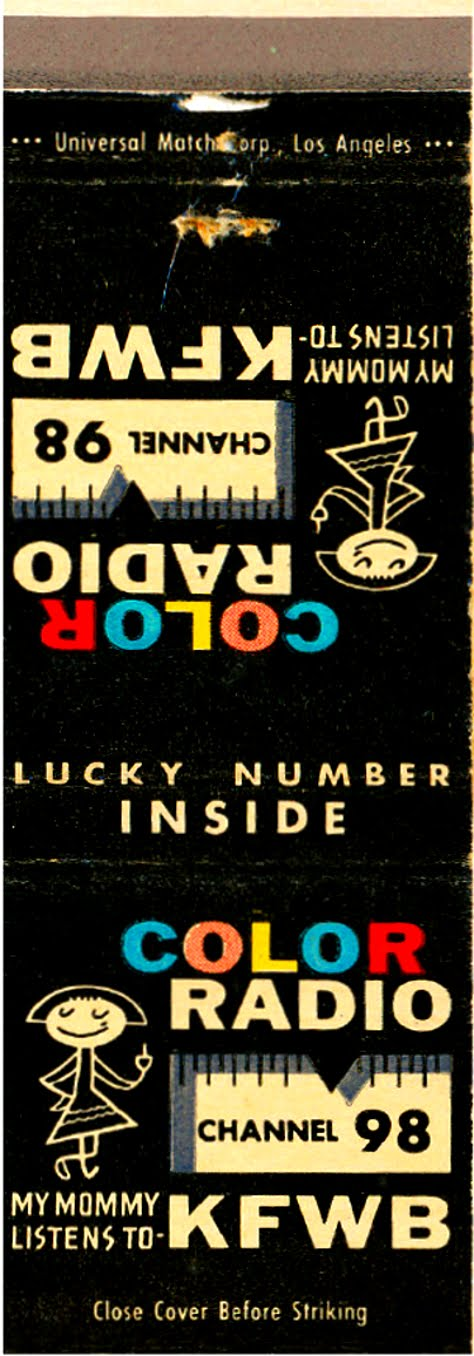 ••• Universal Match Corp., Los Angeles •••
MY MOMMY
LISTENS TO- KFWB
CHANNEL 98
RADIO
COLOR
LUCKY NUMBER
INSIDE
COLOR
RADIO
CHANNEL 98
MY MOMMY
LISTENS TO- KFWB
Close Cover Before Striking